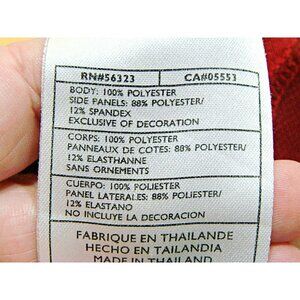 RN#56323 CA#05553
BODY: 100% POLYESTER
SIDE PANELS: 88% POLYESTER/
12% SPANDEX
EXCLUSIVE OF DECORATION
CORPS: 100% POLYESTER
PANNEAUX DE COTES: 88% POLYESTER/
12% ELASTHANNE
SANS ORNEMENTS
CUERPO: 100% POLIESTER
PANEL LATERALES: 88% POLIESTER/
12% ELASTANO
NO INCLUYE LA DECORACION
FABRIQUE EN THAILANDE
HECHO EN TAILANDIA
MADE IN THAILAND